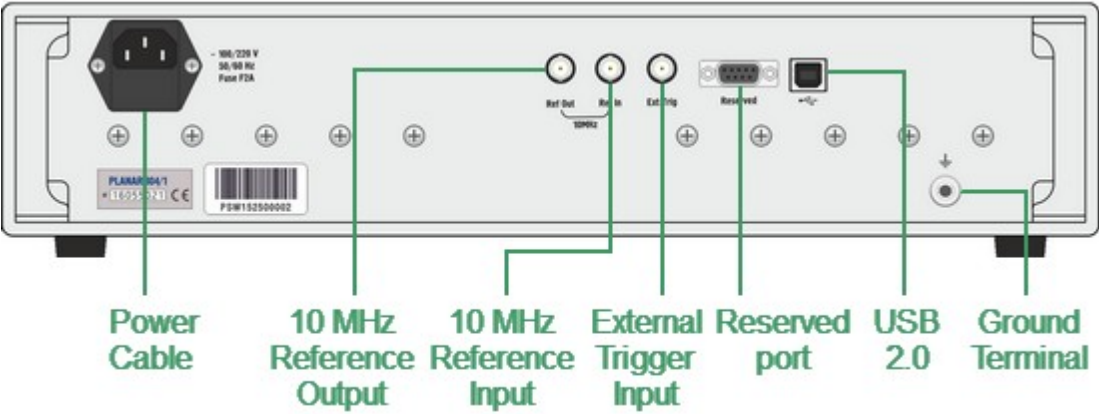 ~ 100/220 V
50/60 Hz
Fuse F2A
Ref Out
Ref In
Ext Trig
Reserved
10MHz
PLANAR 804/1
CE
PSW152500002
Power
Cable
10 MHz
Reference
Output
10 MHz
Reference
Input
External
Trigger
Input
Reserved
port
USB
2.0
Ground
Terminal